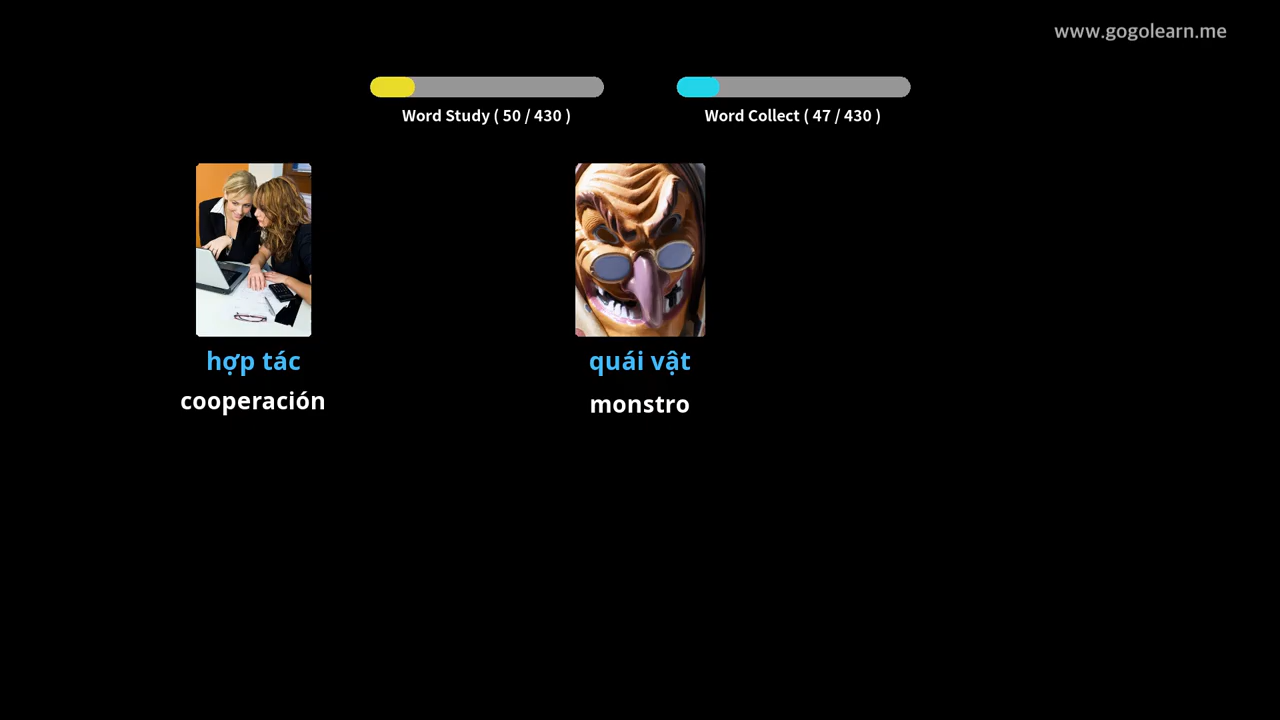 www.gogolearn.me
Word Study ( 50 / 430 )
Word Collect ( 47 / 430 )
hợp tác
cooperación
quái vật
monstro